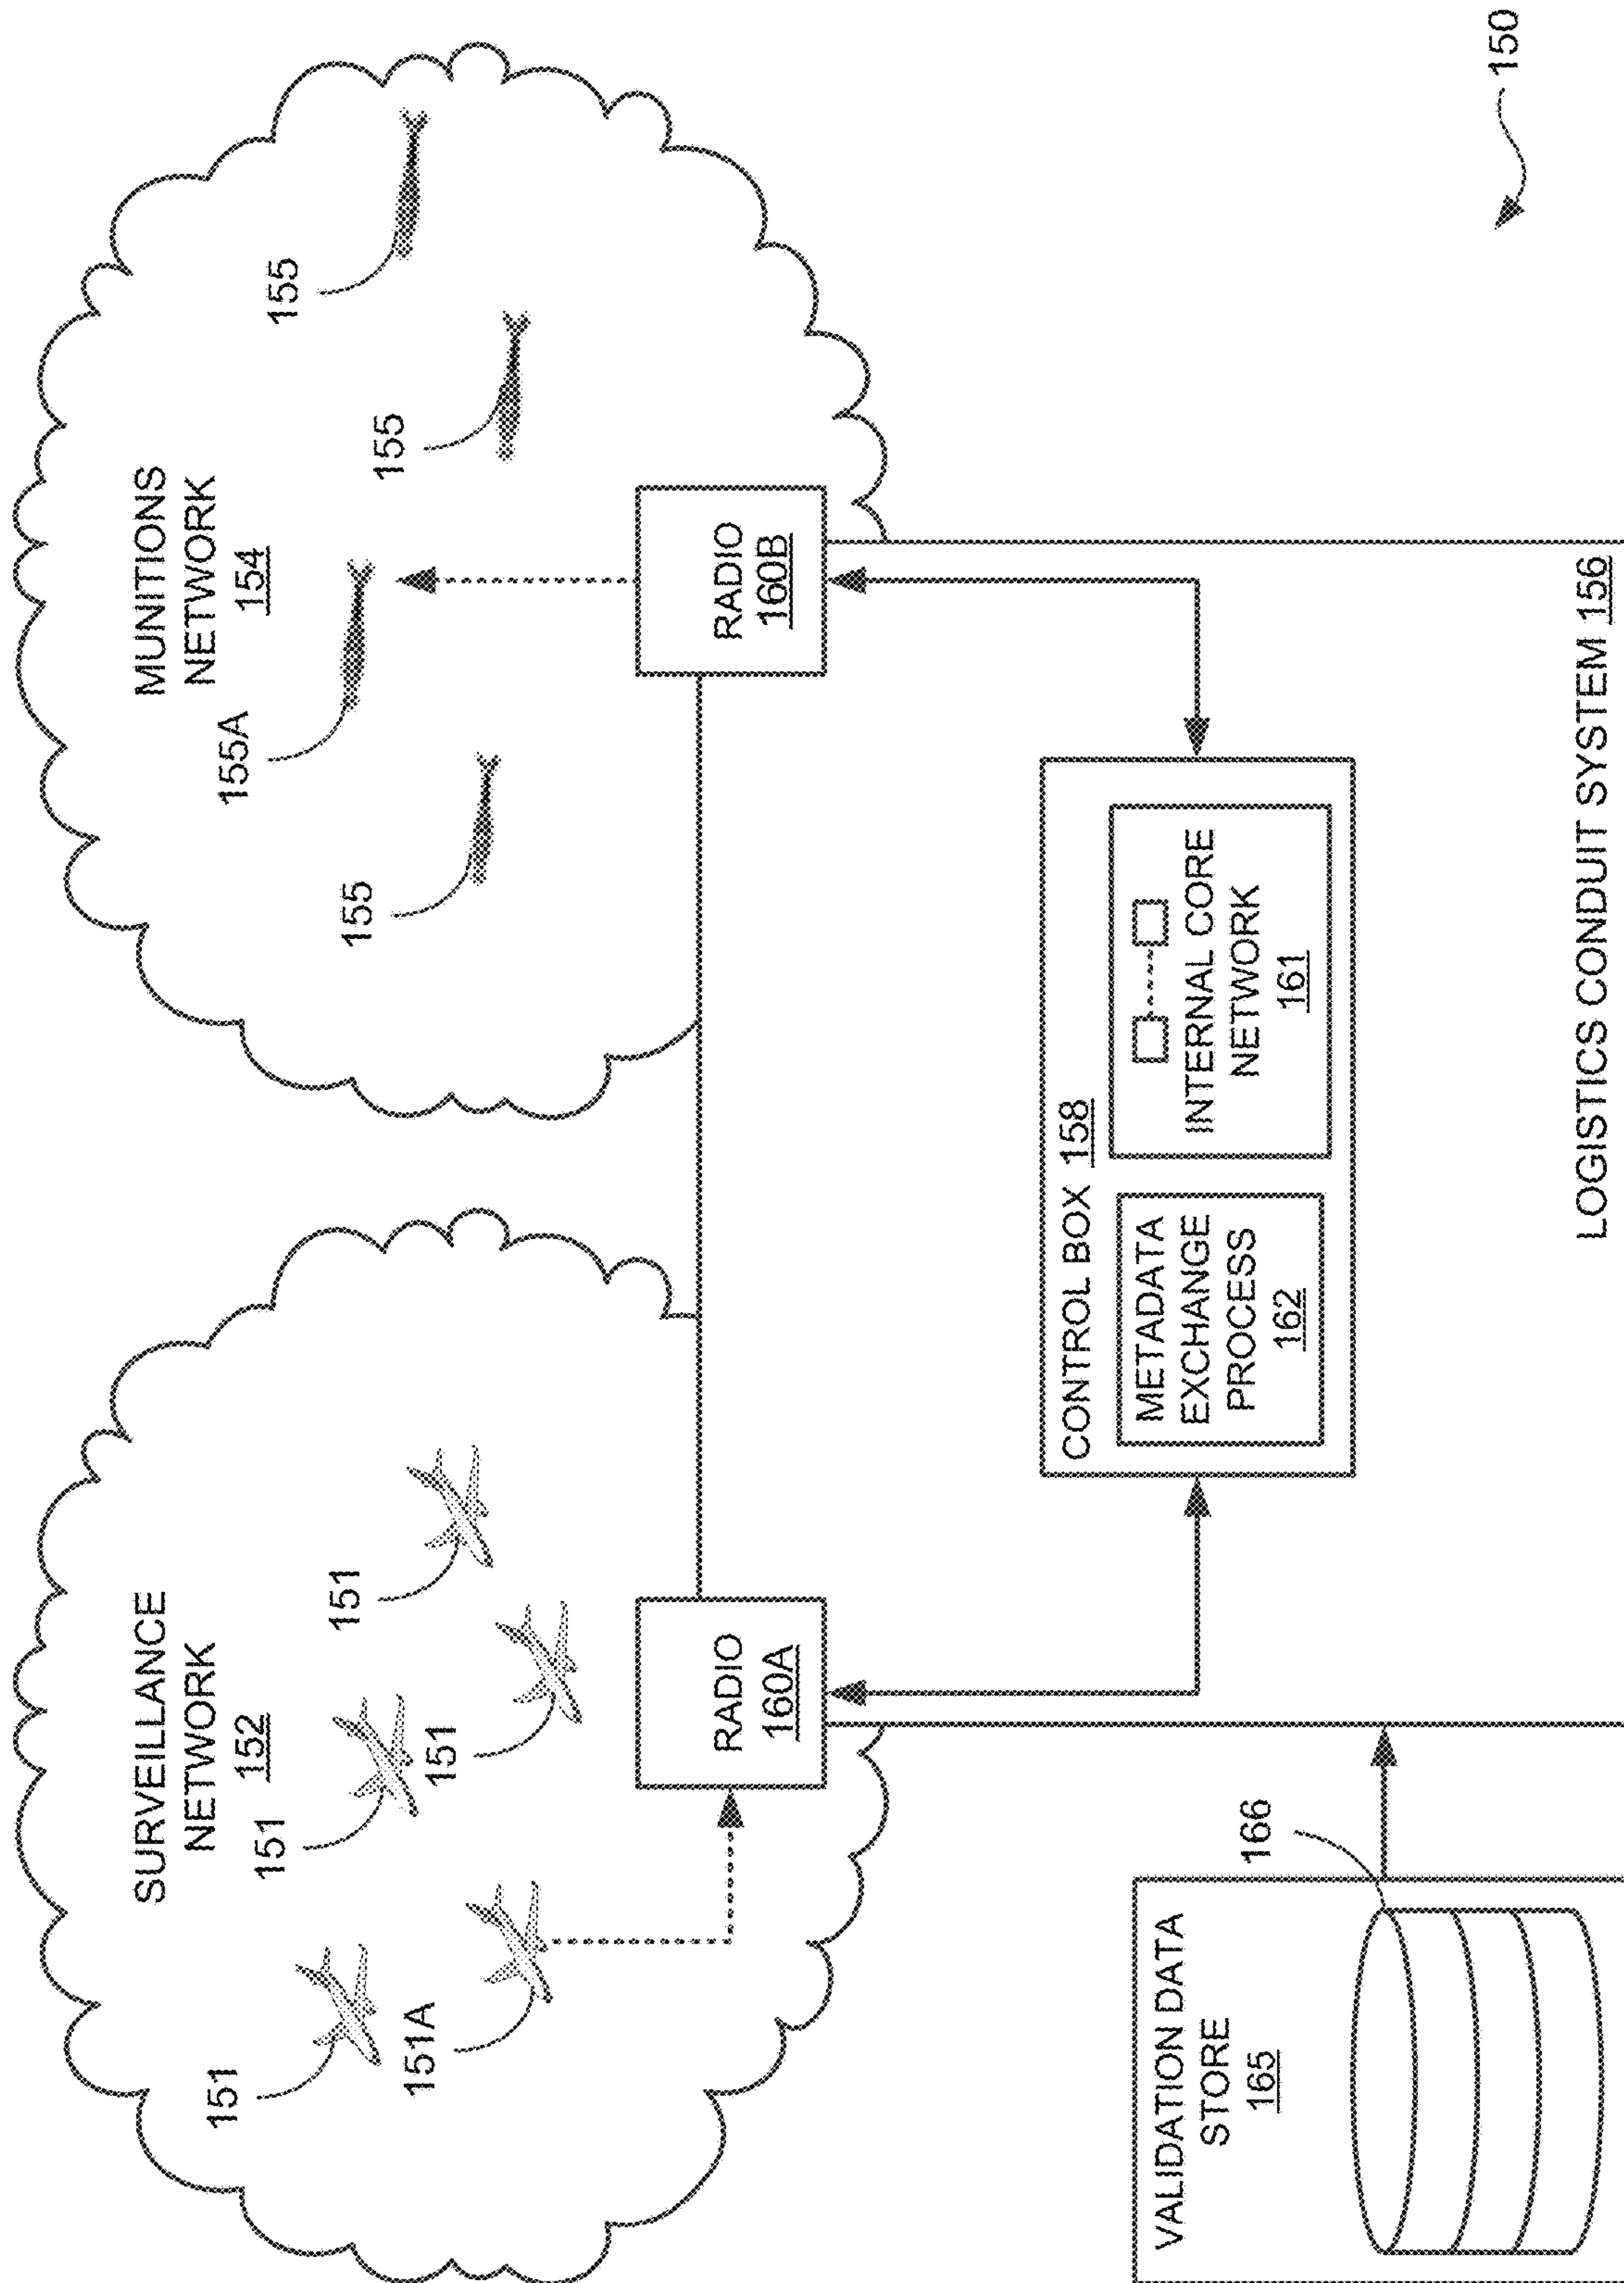 SURVEILLANCE
NETWORK
152
151
151A
151
151
151
RADIO
160A
MUNITIONS
NETWORK
154
155
155A
155
155
RADIO
160B
CONTROL BOX 158
METADATA
EXCHANGE
PROCESS
162
INTERNAL CORE
NETWORK
161
VALIDATION DATA
STORE
165
166
LOGISTICS CONDUIT SYSTEM 156
150